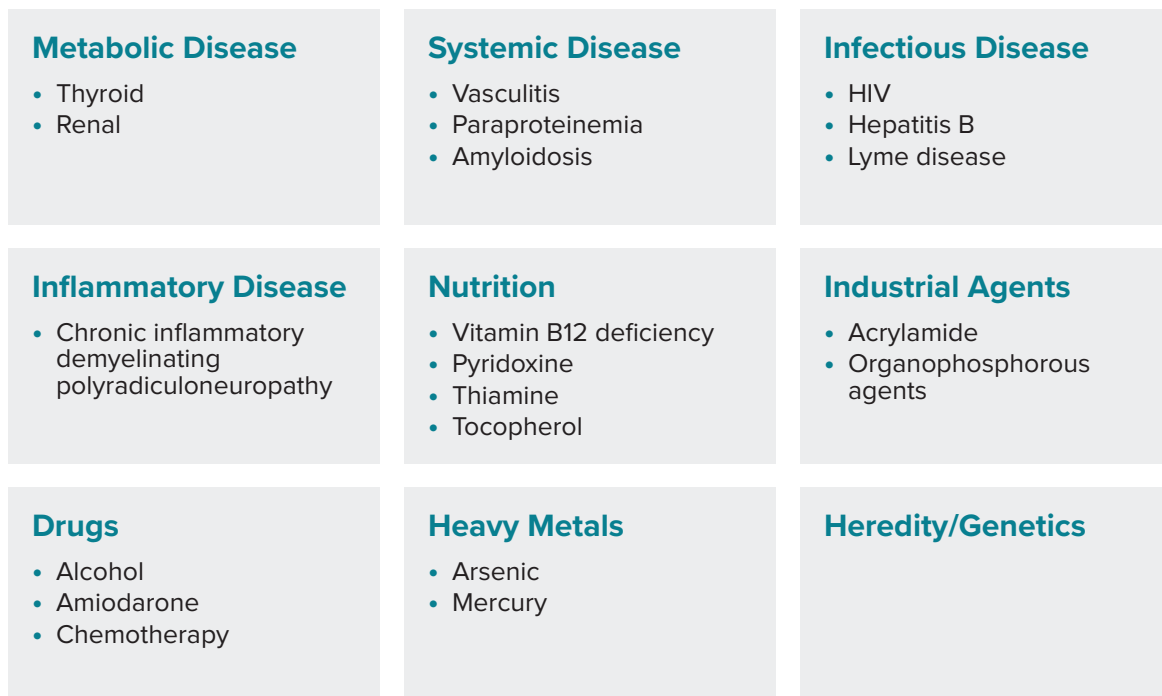 Metabolic Disease
• Thyroid
• Renal
Systemic Disease
• Vasculitis
• Paraproteinemia
• Amyloidosis
Infectious Disease
• HIV
• Hepatitis B
• Lyme disease
Inflammatory Disease
• Chronic inflammatory
demyelinating
polyradiculoneuropathy
Nutrition
• Vitamin B12 deficiency
• Pyridoxine
• Thiamine
• Tocopherol
Industrial Agents
• Acrylamide
• Organophosphorous
agents
Drugs
• Alcohol
• Amiodarone
• Chemotherapy
Heavy Metals
• Arsenic
• Mercury
Heredity/Genetics